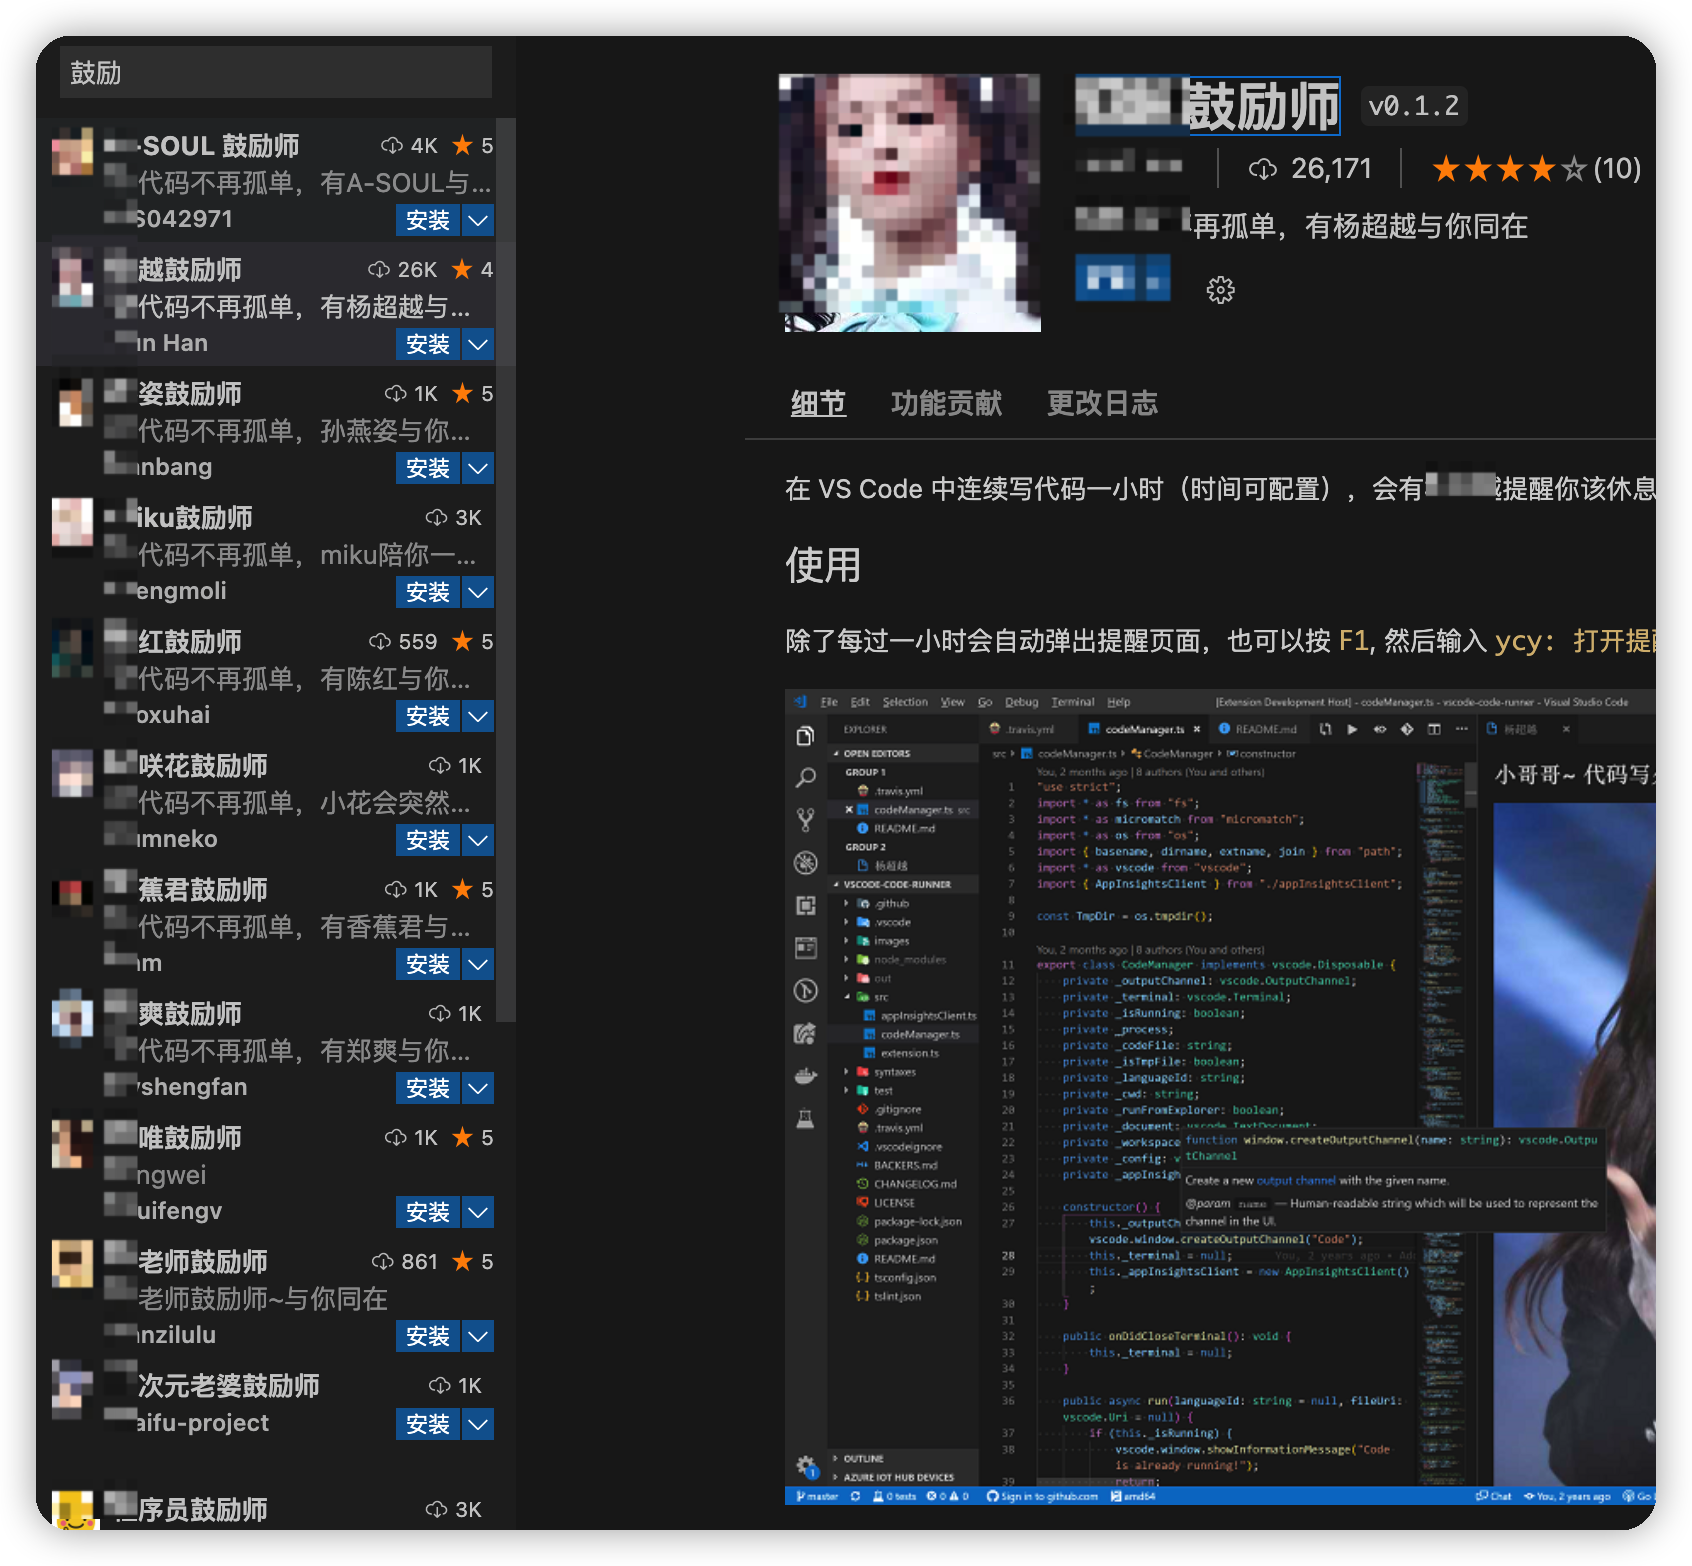 鼓励
-SOUL 鼓励师 4K 5
代码不再孤单，有A-SOUL与...
S042971 安装
越鼓励师 26K 4
代码不再孤单，有杨超越与...
un Han 安装
姿鼓励师 1K 5
代码不再孤单，孙燕姿与你...
nbang 安装
iku鼓励师 3K
代码不再孤单，miku陪你一...
engmoli 安装
红鼓励师 559 5
代码不再孤单，有陈红与你...
oxuhai 安装
咲花鼓励师 1K
代码不再孤单，小花会突然...
umneko 安装
蕉君鼓励师 1K 5
代码不再孤单，有香蕉君与...
m 安装
爽鼓励师 1K
代码不再孤单，有郑爽与你...
yshengfan 安装
唯鼓励师 1K 5
ngwei
uifengv 安装
老师鼓励师 861 5
老师鼓励师~与你同在
nzilulu 安装
次元老婆鼓励师 1K
aifu-project 安装
序员鼓励师 3K
鼓励师 v0.1.2
26,171 (10)
再孤单，有杨超越与你同在
细节 功能贡献 更改日志
在 VS Code 中连续写代码一小时（时间可配置），会有 越提醒你该休息
使用
除了每过一小时会自动弹出提醒页面，也可以按 F1, 然后输入 ycy: 打开提醒
File Edit Selection View Go Debug Terminal Help [Extension Development Host] - codeManager.ts - vscode-code-runner - Visual Studio Code
EXPLORER
OPEN EDITORS
GROUP 1
.travis.yml
codeManager.ts src
README.md
GROUP 2
杨超越
VSCODE-CODE-RUNNER
.github
.vscode
images
node_modules
out
src
appInsightsClient.ts
codeManager.ts
extension.ts
syntaxes
test
.gitignore
.travis.yml
.vscodeignore
BACKERS.md
CHANGELOG.md
LICENSE
package-lock.json
package.json
README.md
tsconfig.json
tslint.json
OUTLINE
AZURE IOT HUB DEVICES
.travis.yml codeManager.ts README.md 杨超越
src codeManager.ts CodeManager constructor
You, 2 months ago | 8 authors (You and others)
1 "use strict";
2 import * as fs from "fs";
3 import * as micromatch from "micromatch";
4 import * as os from "os";
5 import { basename, dirname, extname, join } from "path";
6 import * as vscode from "vscode";
7 import { AppInsightsClient } from "./appInsightsClient";
8
9 const TmpDir = os.tmpdir();
10
You, 2 months ago | 8 authors (You and others)
11 export class CodeManager implements vscode.Disposable {
12 private _outputChannel: vscode.OutputChannel;
13 private _terminal: vscode.Terminal;
14 private _isRunning: boolean;
15 private _process;
16 private _codeFile: string;
17 private _isTmpFile: boolean;
18 private _languageId: string;
19 private _cwd: string;
20 private _runFromExplorer: boolean;
21 private _document: vscode.TextDocument;
22 private _workspace
23 private _config: v
24 private _appInsigh
25
26 constructor() {
27 this._outputCh
vscode.window.createOutputChannel("Code");
28 this._terminal = null; You, 2 years ago • Ad
29 this._appInsightsClient = new AppInsightsClient()
;
30 }
31
32 public onDidCloseTerminal(): void {
33 this._terminal = null;
34 }
35
36 public async run(languageId: string = null, fileUri:
vscode.Uri = null) {
37 if (this._isRunning) {
38 vscode.window.showInformationMessage("Code
is already running!");
39 return;
function window.createOutputChannel(name: string): vscode.Outpu
tChannel
Create a new output channel with the given name.
@param name — Human-readable string which will be used to represent the
channel in the UI.
小哥哥~ 代码写
master 0 tests 0 0 Sign in to github.com amd64 Chat You, 2 years ago Go